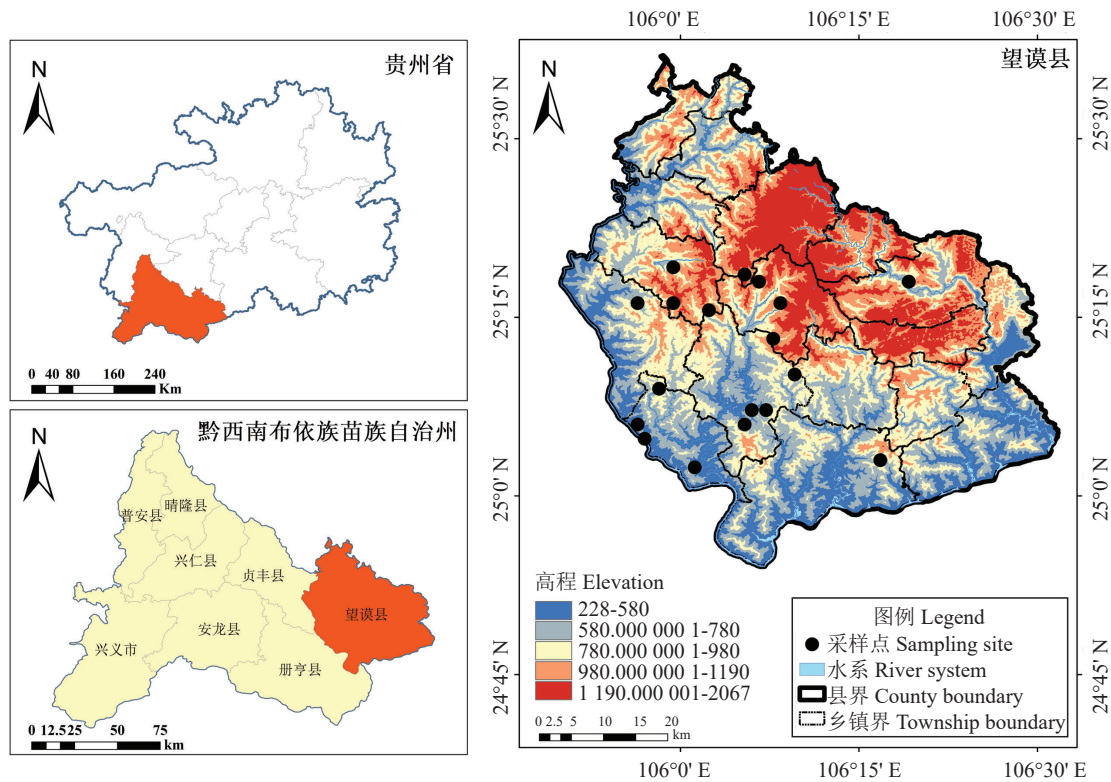 贵州省
N
0 40 80 160 240
Km
黔西南布依族苗族自治州
N
普安县
晴隆县
兴仁县
贞丰县
望谟县
安龙县
兴义市
册亨县
0 12.525 50 75
km
106°0' E 106°15' E 106°30' E
望谟县
N
25°30' N
25°15' N
25°0' N
24°45' N
25°30' N
25°15' N
25°0' N
24°45' N
高程 Elevation
228-580
580.000 000 1-780
780.000 000 1-980
980.000 000 1-1190
1 190.000 001-2067
0 2.5 5 10 15 20
km
图例 Legend
采样点 Sampling site
水系 River system
县界 County boundary
乡镇界 Township boundary
106°0' E 106°15' E 106°30' E